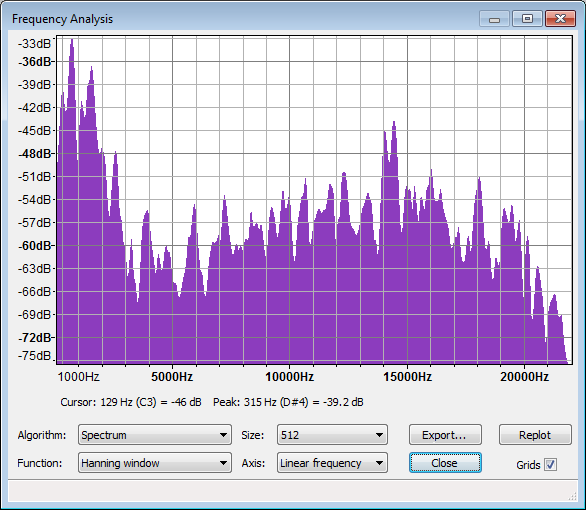 Frequency Analysis
-33dB
-36dB
-39dB
-42dB
-45dB
-48dB
-51dB
-54dB
-57dB
-60dB
-63dB
-66dB
-69dB
-72dB
-75dB
1000Hz 5000Hz 10000Hz 15000Hz 20000Hz
Cursor: 129 Hz (C3) = -46 dB Peak: 315 Hz (D#4) = -39.2 dB
Algorithm: Spectrum Size: 512 Export... Replot
Function: Hanning window Axis: Linear frequency Close Grids